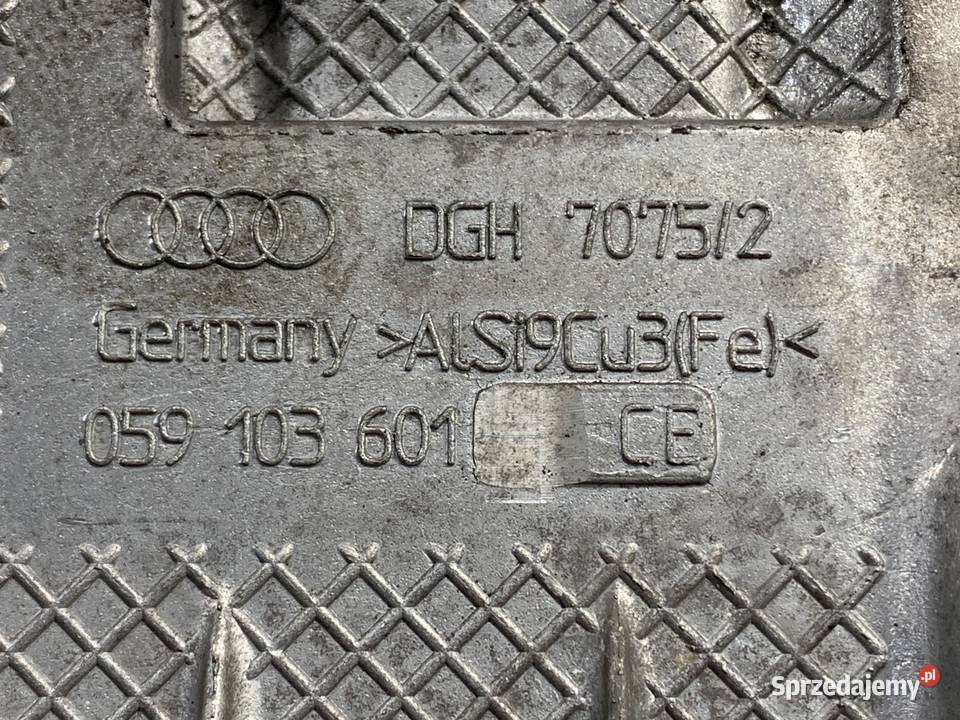 DGH 7075/2
Germany >AlSi9Cu3(Fe)<
059 103 601 CE
Sprzedajemy.pl